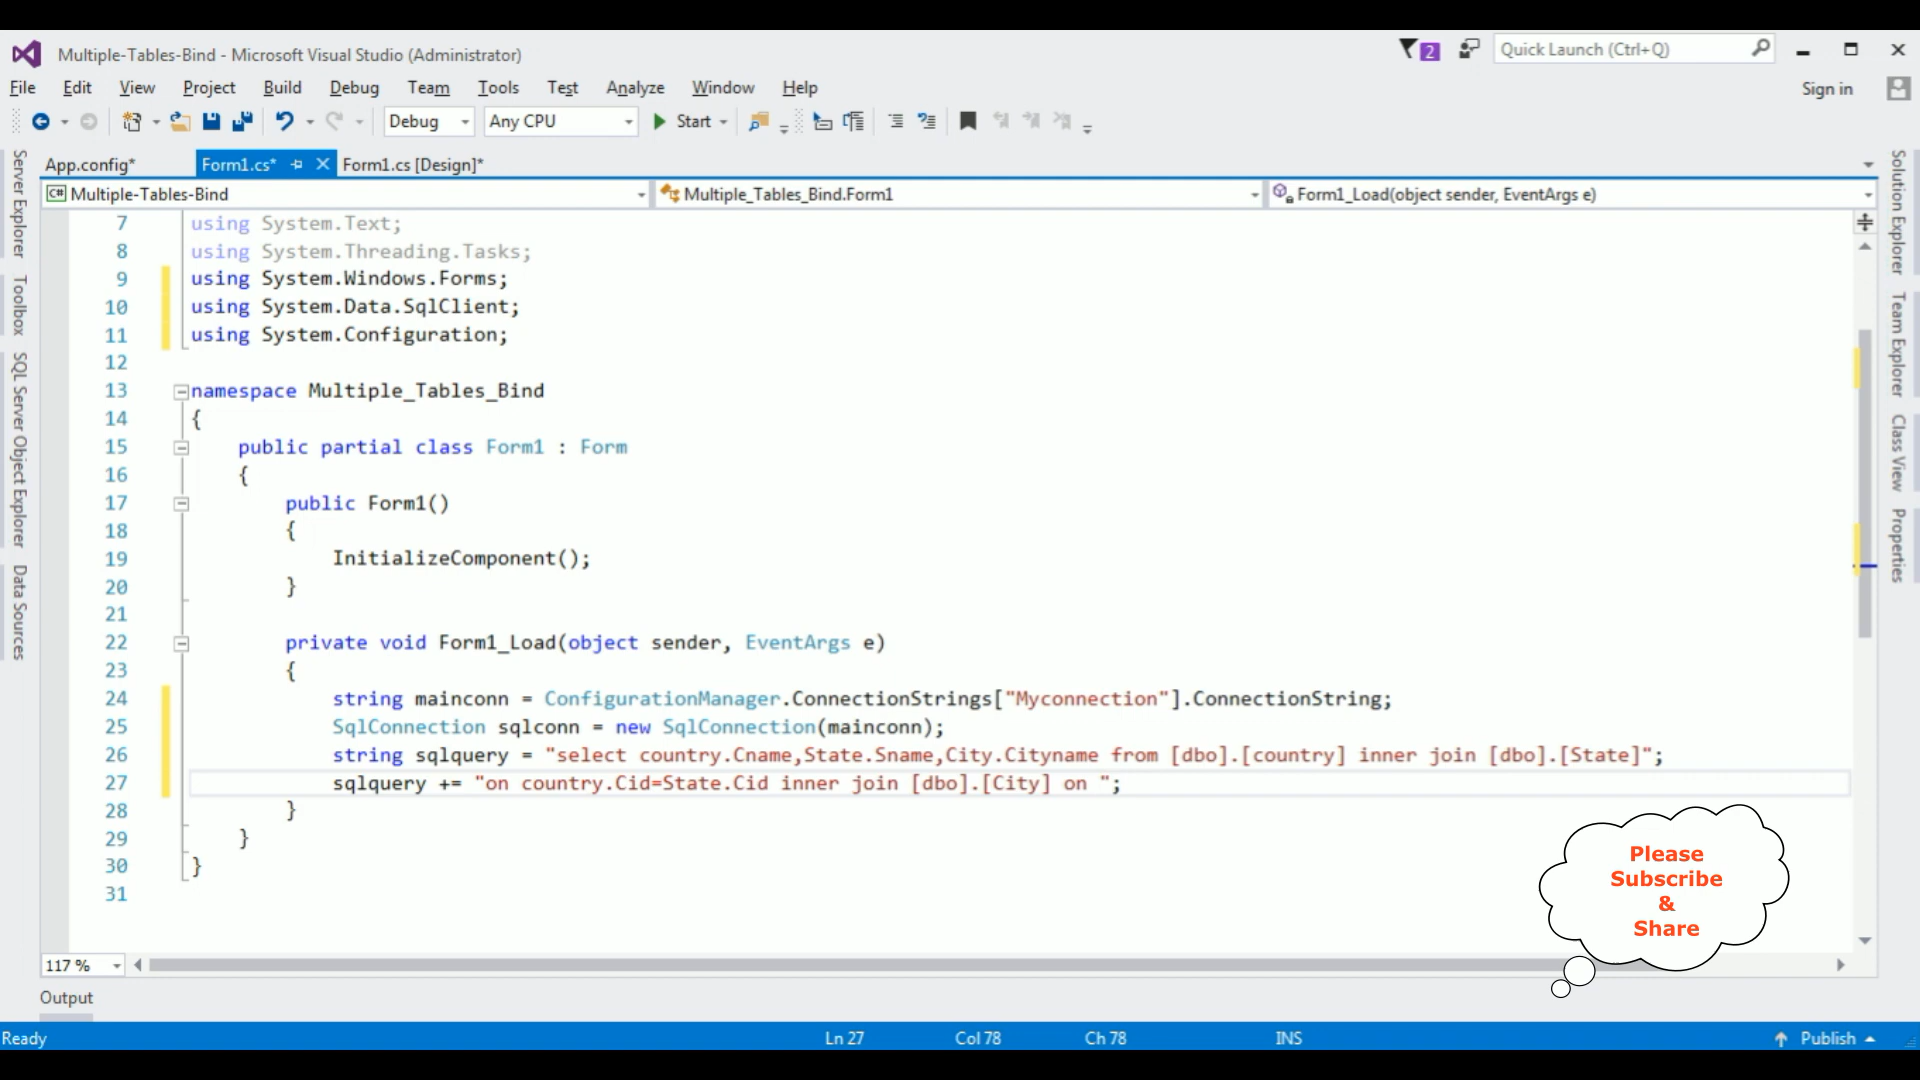 Multiple-Tables-Bind - Microsoft Visual Studio (Administrator)
2
Quick Launch (Ctrl+Q)
File Edit View Project Build Debug Team Tools Test Analyze Window Help
Sign in
Debug Any CPU Start
App.config* Form1.cs* Form1.cs [Design]*
C# Multiple-Tables-Bind Multiple_Tables_Bind.Form1 Form1_Load(object sender, EventArgs e)
Server Explorer
Toolbox
SQL Server Object Explorer
Data Sources
7 using System.Text;
8 using System.Threading.Tasks;
9 using System.Windows.Forms;
10 using System.Data.SqlClient;
11 using System.Configuration;
12
13 namespace Multiple_Tables_Bind
14 {
15 public partial class Form1 : Form
16 {
17 public Form1()
18 {
19 InitializeComponent();
20 }
21
22 private void Form1_Load(object sender, EventArgs e)
23 {
24 string mainconn = ConfigurationManager.ConnectionStrings["Myconnection"].ConnectionString;
25 SqlConnection sqlconn = new SqlConnection(mainconn);
26 string sqlquery = "select country.Cname,State.Sname,City.Cityname from [dbo].[country] inner join [dbo].[State]";
27 sqlquery += "on country.Cid=State.Cid inner join [dbo].[City] on ";
28 }
29 }
30 }
31
Solution Explorer
Team Explorer
Class View
Properties
Please
Subscribe
&
Share
117 %
Output
Ready Ln 27 Col 78 Ch 78 INS Publish